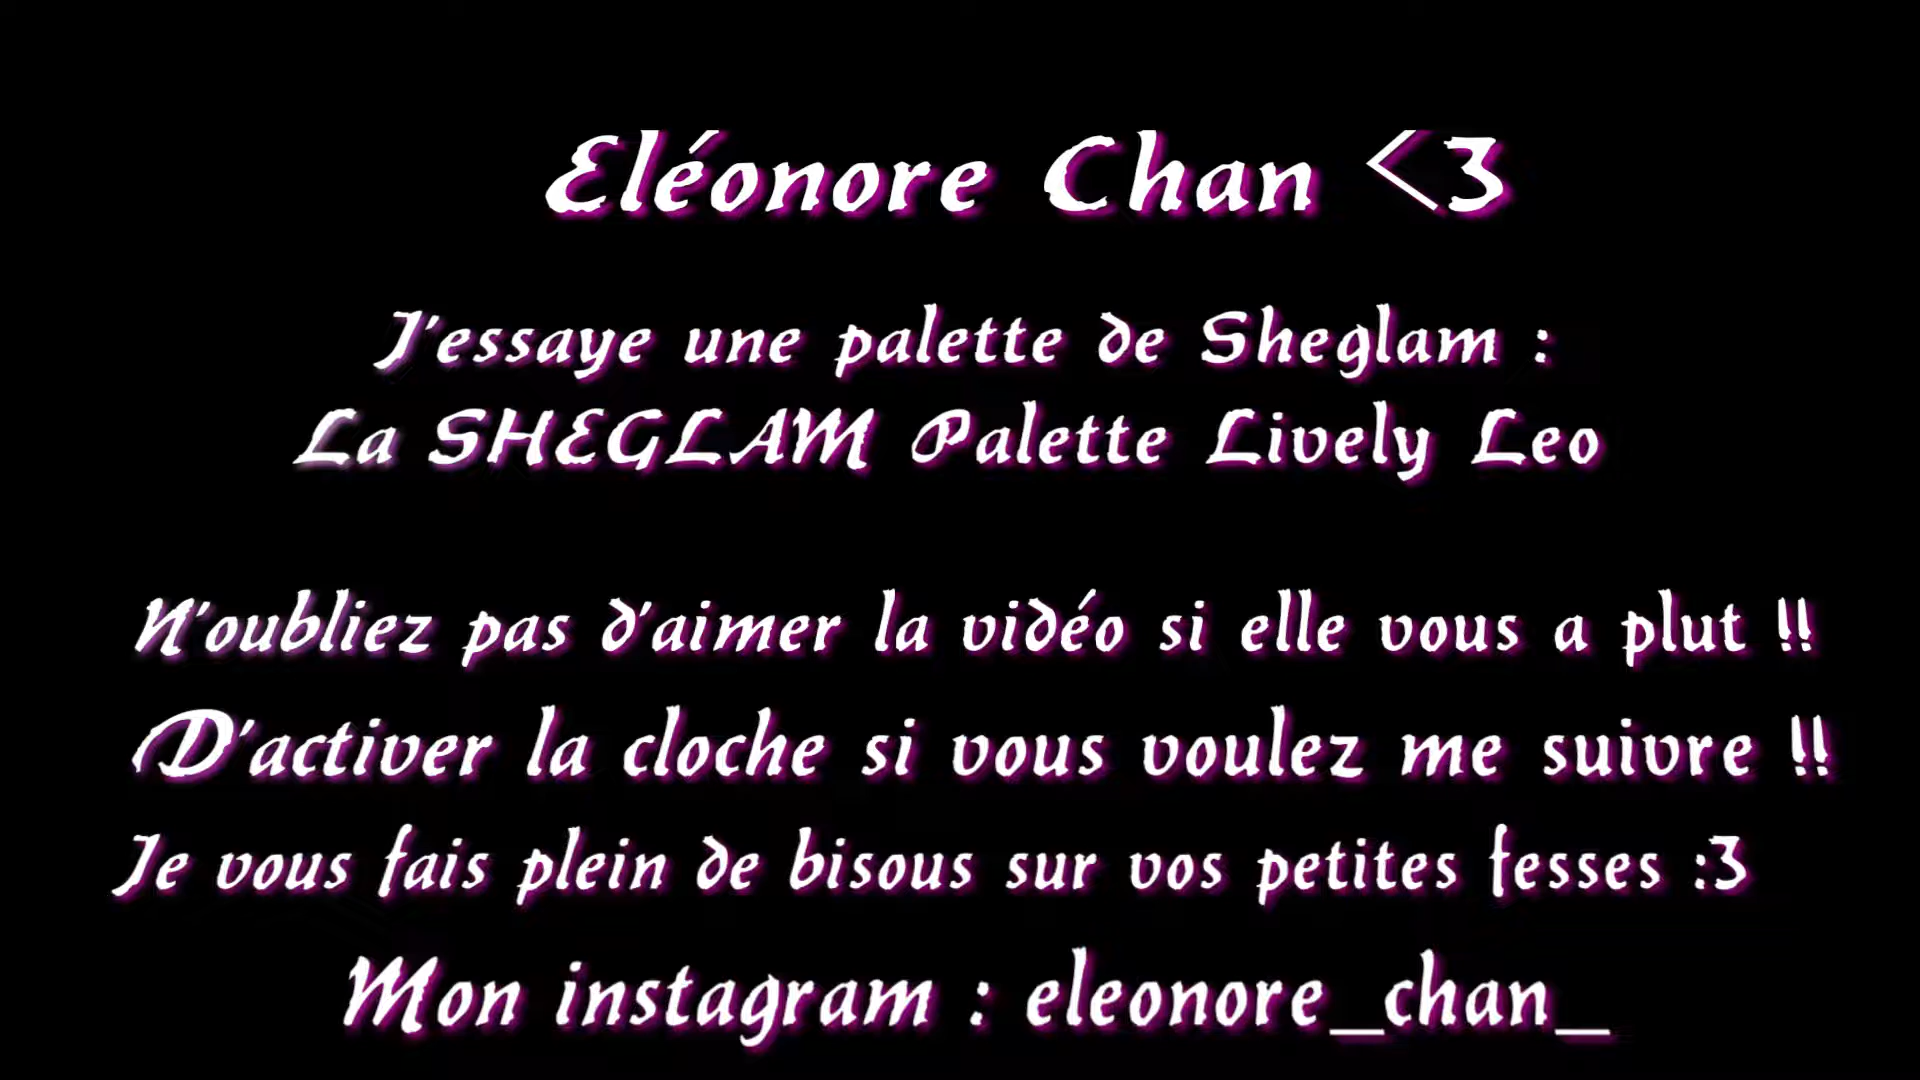 Eléonore Chan <3
J'essaye une palette de Sheglam :
La SHEGLAM Palette Lively Leo
N'oubliez pas d'aimer la vidéo si elle vous a plut !!
D'activer la cloche si vous voulez me suivre !!
Je vous fais plein de bisous sur vos petites fesses :3
Mon instagram : eleonore_chan_